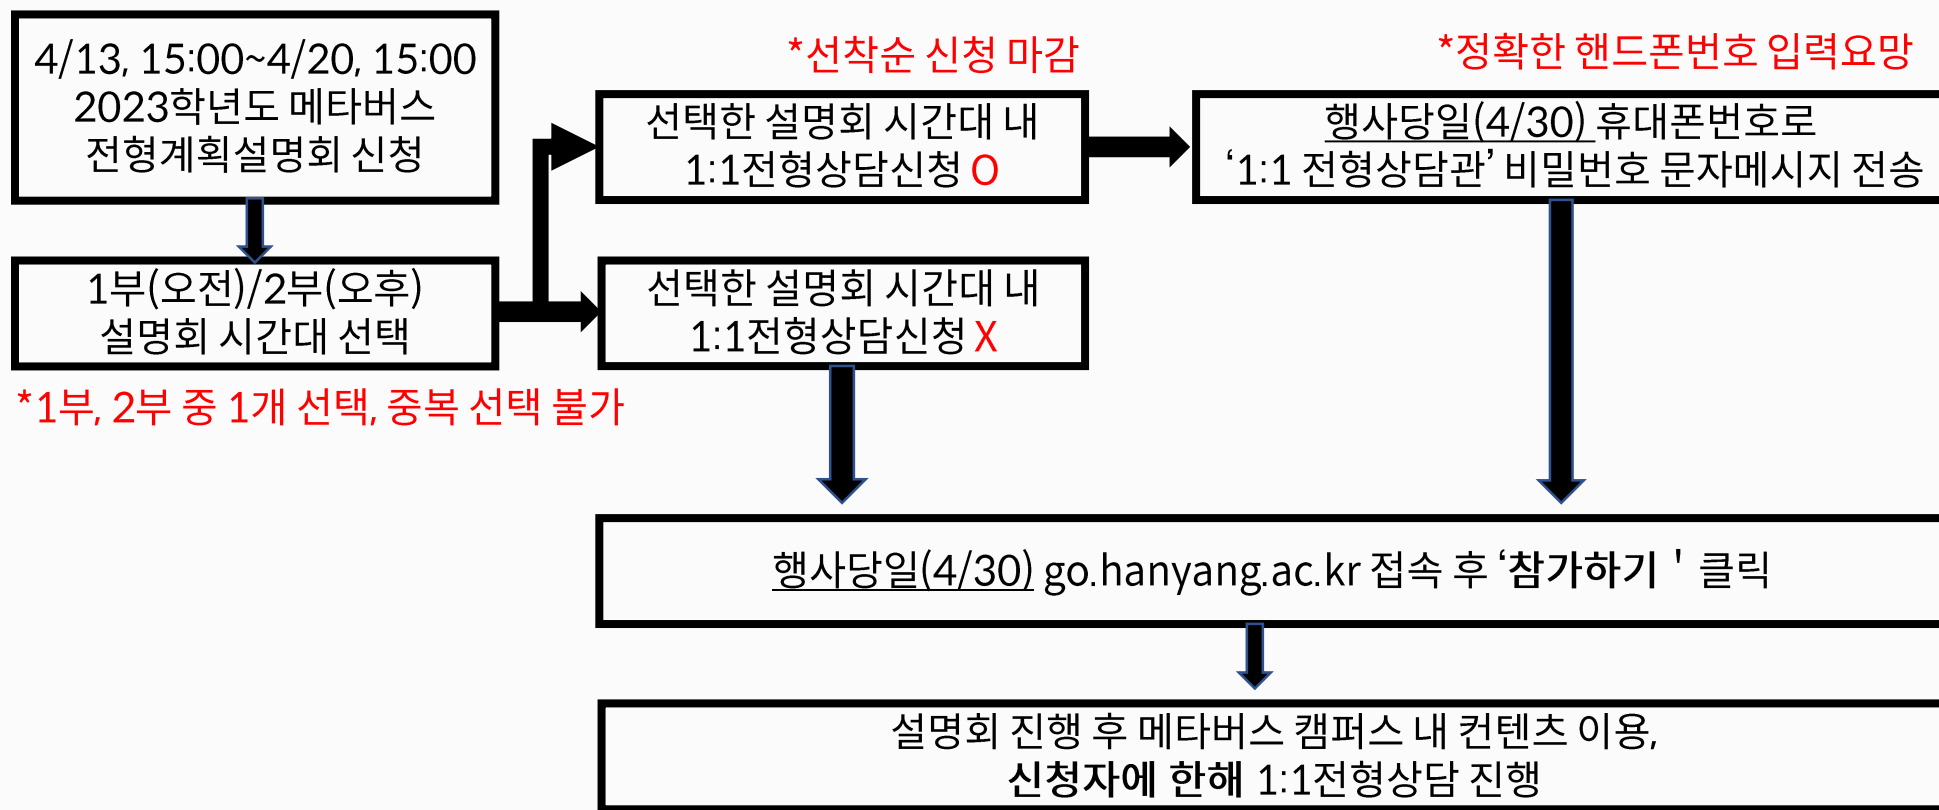 4/13, 15:00~4/20, 15:00
2023학년도 메타버스
전형계획설명회 신청
1부(오전)/2부(오후)
설명회 시간대 선택
*1부, 2부 중 1개 선택, 중복 선택 불가
*선착순 신청 마감
선택한 설명회 시간대 내
1:1전형상담신청 O
선택한 설명회 시간대 내
1:1전형상담신청 X
*정확한 핸드폰번호 입력요망
행사당일(4/30) 휴대폰번호로
‘1:1 전형상담관’ 비밀번호 문자메시지 전송
행사당일(4/30) go.hanyang.ac.kr 접속 후 ‘참가하기 ' 클릭
설명회 진행 후 메타버스 캠퍼스 내 컨텐츠 이용,
신청자에 한해 1:1전형상담 진행